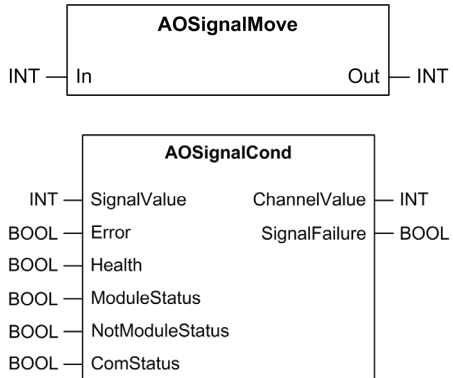 AOSignalMove
INT In Out INT
AOSignalCond
INT SignalValue ChannelValue INT
BOOL Error SignalFailure BOOL
BOOL Health
BOOL ModuleStatus
BOOL NotModuleStatus
BOOL ComStatus